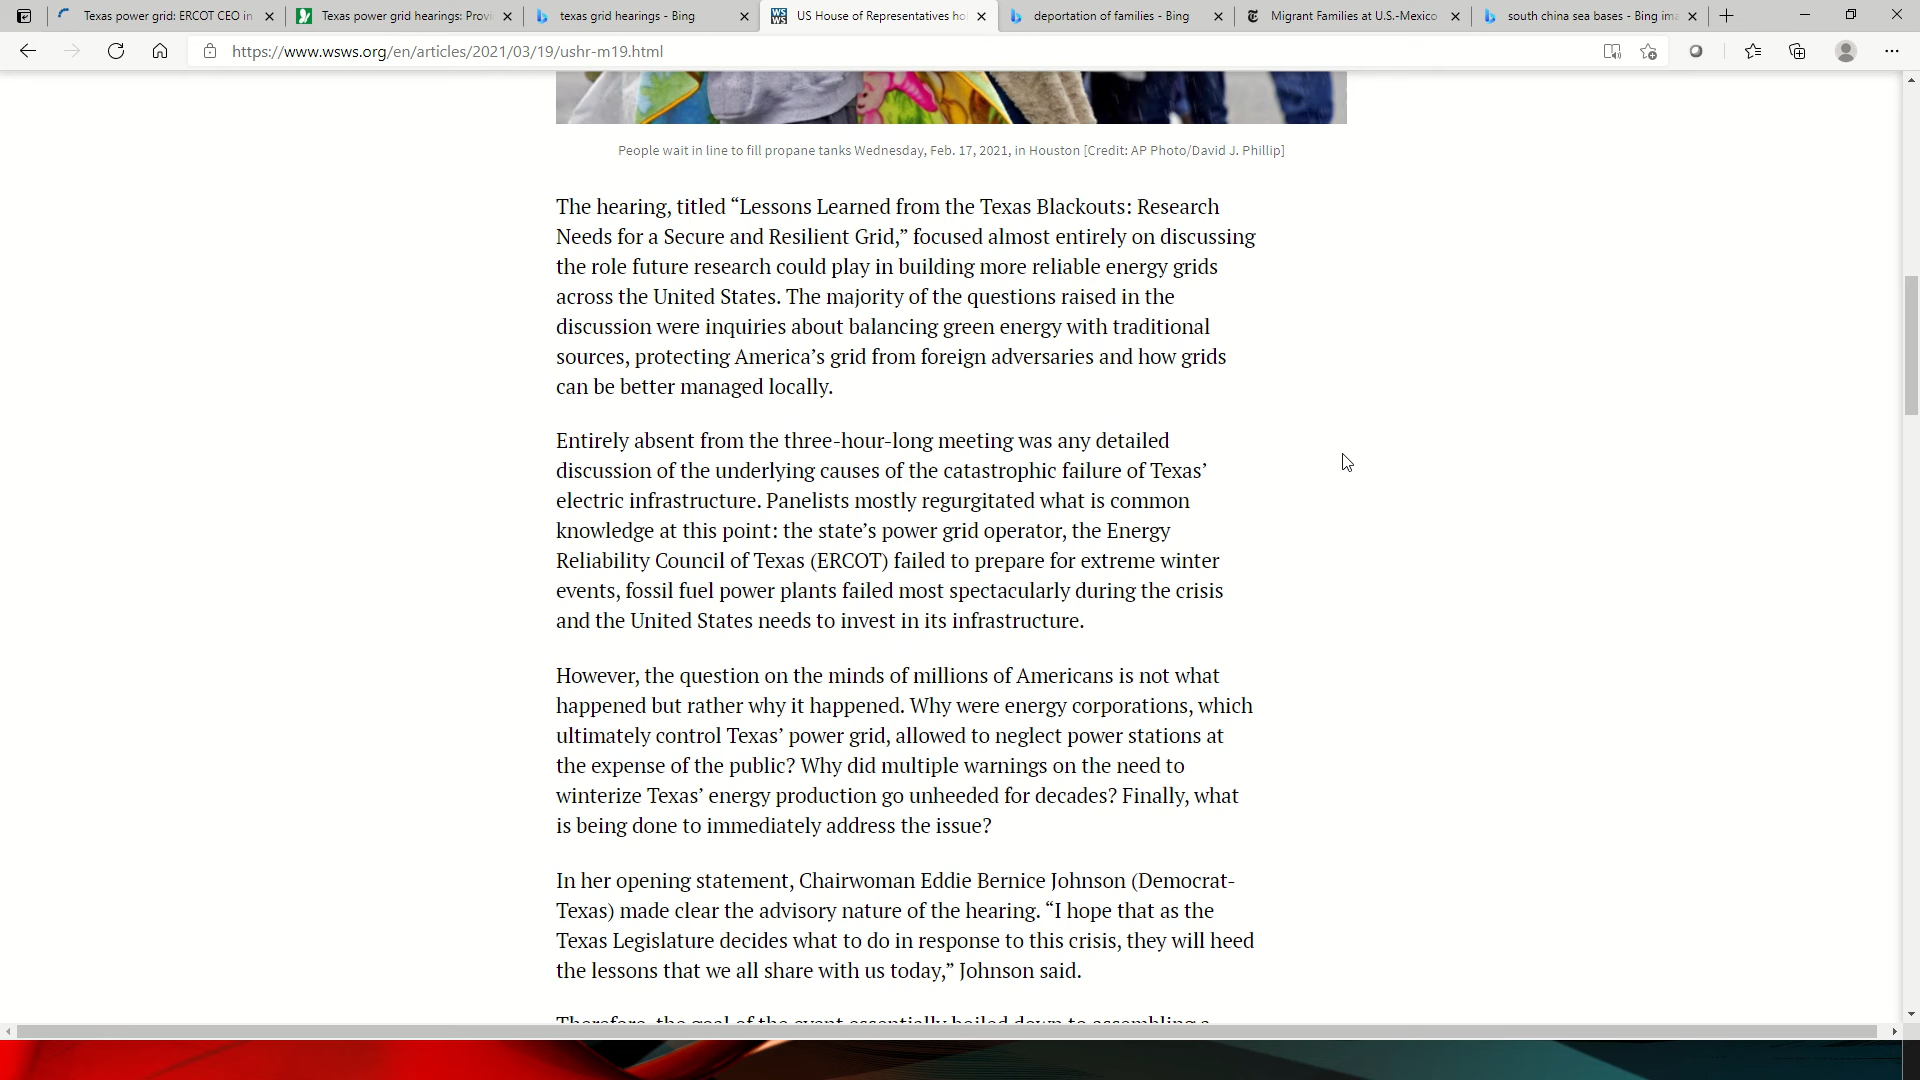 Texas power grid: ERCOT CEO in
Texas power grid hearings: Provi
texas grid hearings - Bing
US House of Representatives hol
deportation of families - Bing
Migrant Families at U.S.-Mexico
south china sea bases - Bing ima
https://www.wsws.org/en/articles/2021/03/19/ushr-m19.html
People wait in line to fill propane tanks Wednesday, Feb. 17, 2021, in Houston [Credit: AP Photo/David J. Phillip]
The hearing, titled “Lessons Learned from the Texas Blackouts: Research
Needs for a Secure and Resilient Grid,” focused almost entirely on discussing
the role future research could play in building more reliable energy grids
across the United States. The majority of the questions raised in the
discussion were inquiries about balancing green energy with traditional
sources, protecting America’s grid from foreign adversaries and how grids
can be better managed locally.
Entirely absent from the three-hour-long meeting was any detailed
discussion of the underlying causes of the catastrophic failure of Texas’
electric infrastructure. Panelists mostly regurgitated what is common
knowledge at this point: the state’s power grid operator, the Energy
Reliability Council of Texas (ERCOT) failed to prepare for extreme winter
events, fossil fuel power plants failed most spectacularly during the crisis
and the United States needs to invest in its infrastructure.
However, the question on the minds of millions of Americans is not what
happened but rather why it happened. Why were energy corporations, which
ultimately control Texas’ power grid, allowed to neglect power stations at
the expense of the public? Why did multiple warnings on the need to
winterize Texas’ energy production go unheeded for decades? Finally, what
is being done to immediately address the issue?
In her opening statement, Chairwoman Eddie Bernice Johnson (Democrat-
Texas) made clear the advisory nature of the hearing. “I hope that as the
Texas Legislature decides what to do in response to this crisis, they will heed
the lessons that we all share with us today,” Johnson said.
Therefore, the goal of the event essentially boiled down to assembling a